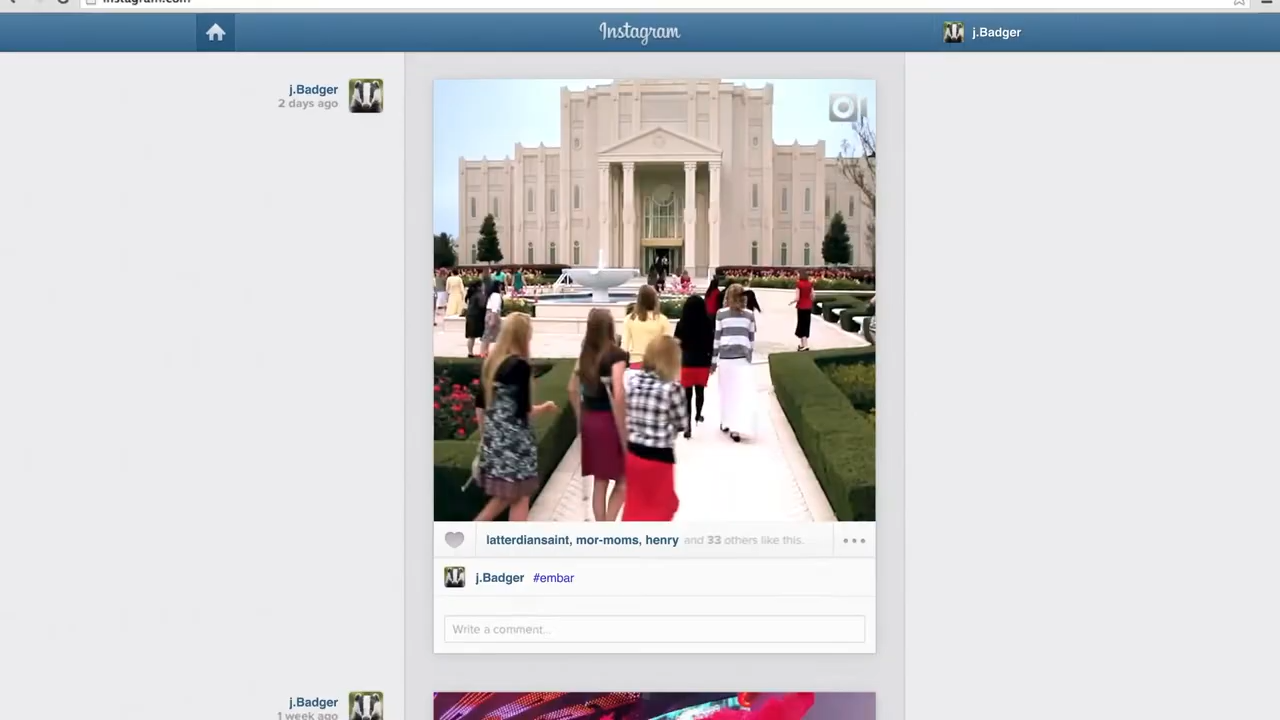 instagram.com
Instagram
j.Badger
j.Badger
2 days ago
latterdiansaint, mor-moms, henry and 33 others like this.
j.Badger #embar
Write a comment...
j.Badger
1 week ago